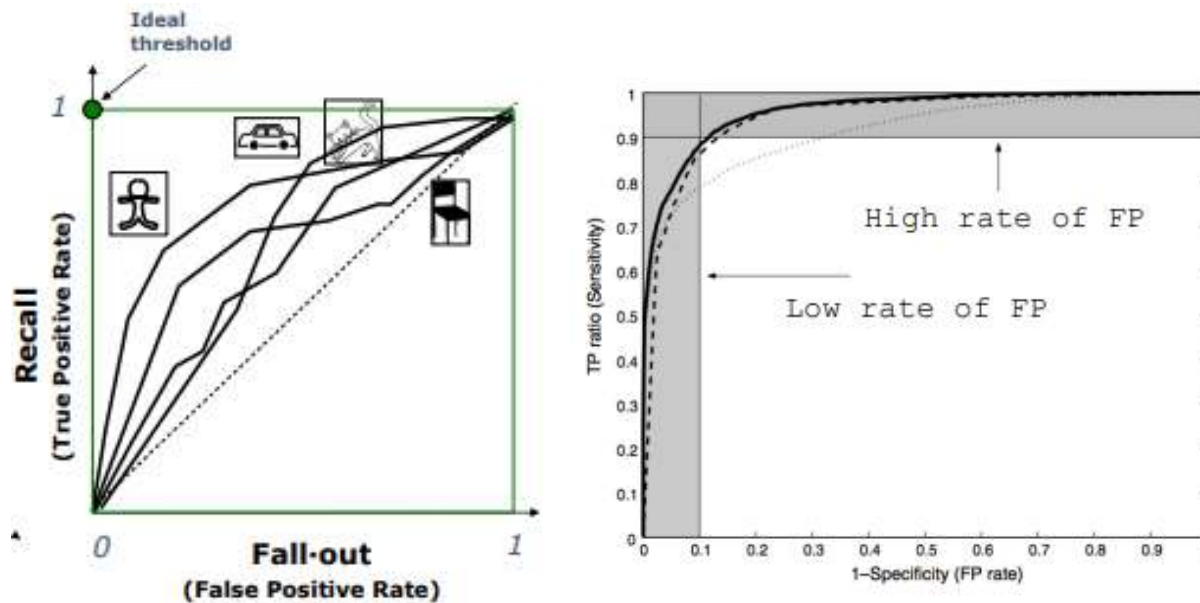 Ideal
threshold
1
Recall
(True Positive Rate)
0
1
Fall-out
(False Positive Rate)
1
0.9
0.8
0.7
0.6
0.5
0.4
0.3
0.2
0.1
0
TP ratio (Sensitivity)
High rate of FP
Low rate of FP
0 0.1 0.2 0.3 0.4 0.5 0.6 0.7 0.8 0.9
1–Specificity (FP rate)